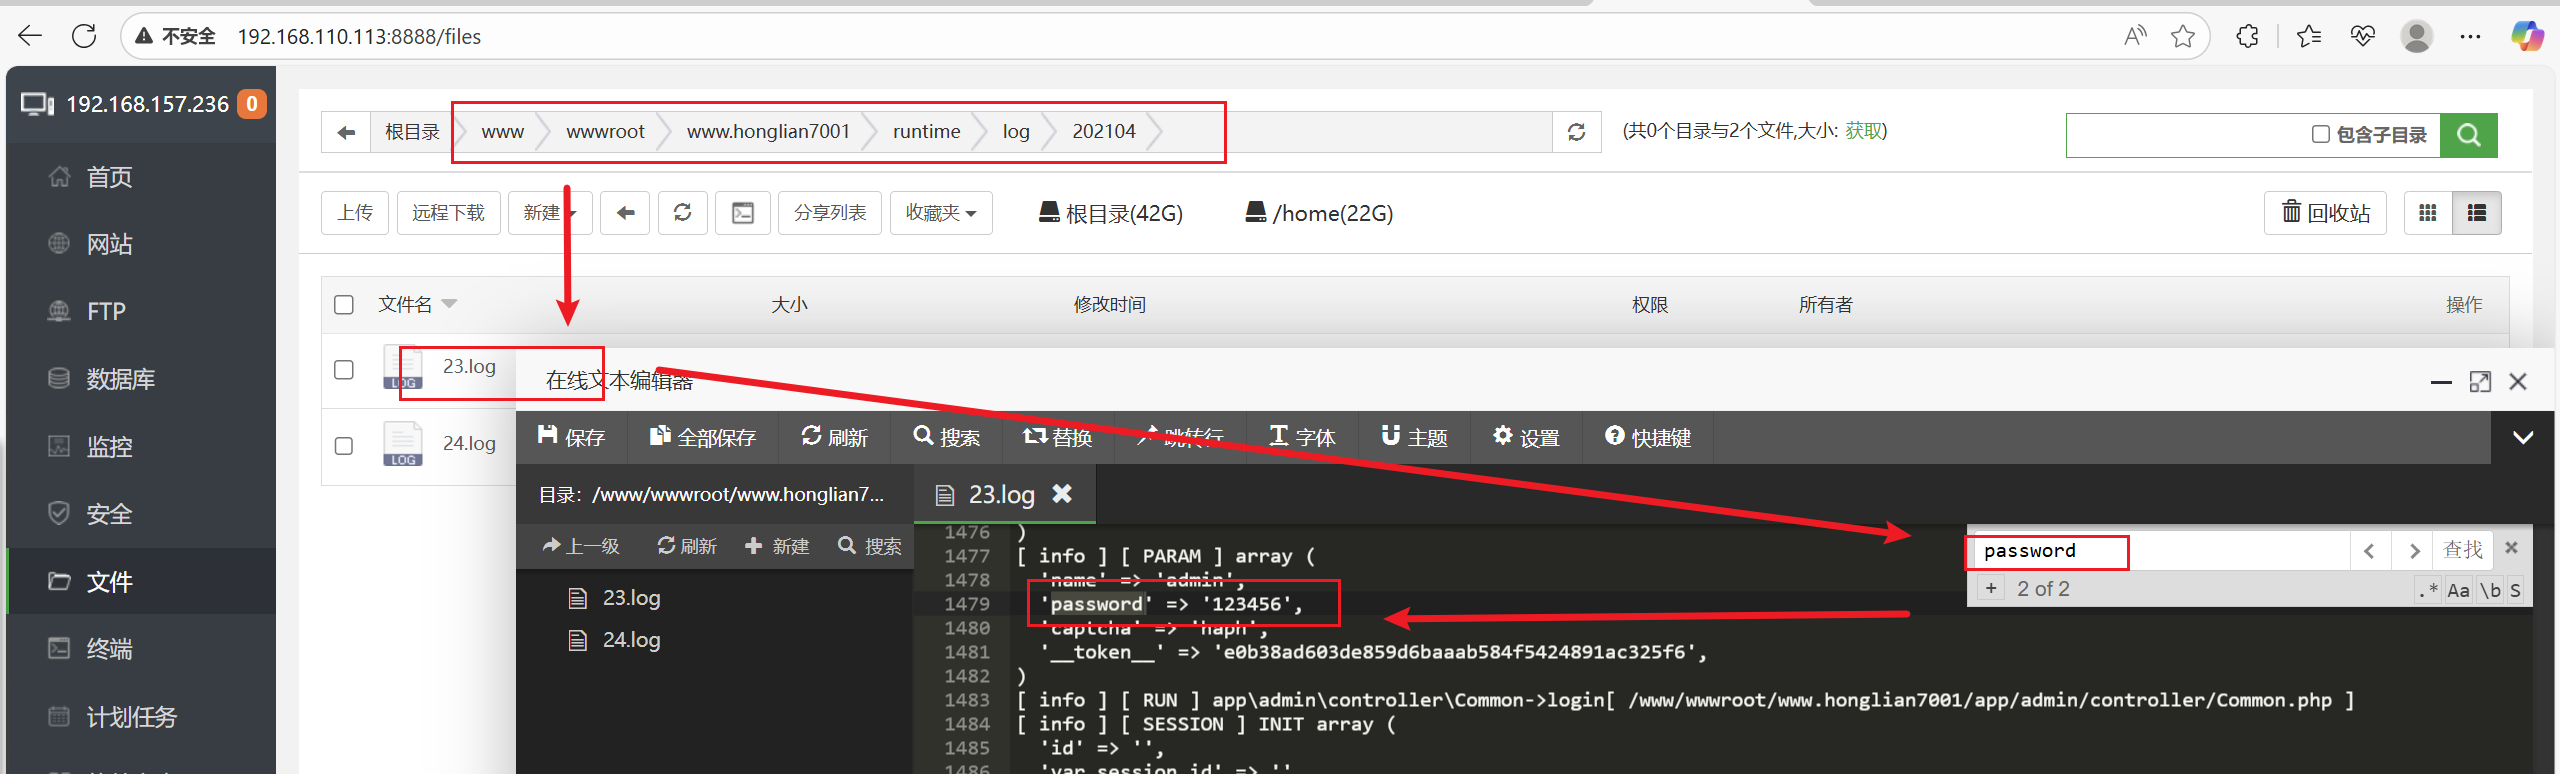 不安全 192.168.110.113:8888/files
192.168.157.236 0
首页
网站
FTP
数据库
监控
安全
文件
终端
计划任务
根目录 www wwwroot www.honglian7001 runtime log 202104
(共0个目录与2个文件,大小: 获取)
包含子目录
上传 远程下载 新建 分享列表 收藏夹 根目录(42G) /home(22G) 回收站
文件名 大小 修改时间 权限 所有者 操作
LOG 23.log
LOG 24.log
在线文本编辑器
保存 全部保存 刷新 搜索 替换 跳转行 字体 主题 设置 快捷键
目录: /www/wwwroot/www.honglian7...
上一级 刷新 新建 搜索
23.log
24.log
23.log
password 查找
+ 2 of 2 .* Aa \b S
1476 )
1477 [ info ] [ PARAM ] array (
1478 'name' => 'admin',
1479 'password' => '123456',
1480 'captcha' => 'haph',
1481 '__token__' => 'e0b38ad603de859d6baaab584f5424891ac325f6',
1482 )
1483 [ info ] [ RUN ] app\admin\controller\Common->login[ /www/wwwroot/www.honglian7001/app/admin/controller/Common.php ]
1484 [ info ] [ SESSION ] INIT array (
1485 'id' => '',
1486 'var_session_id' => ''